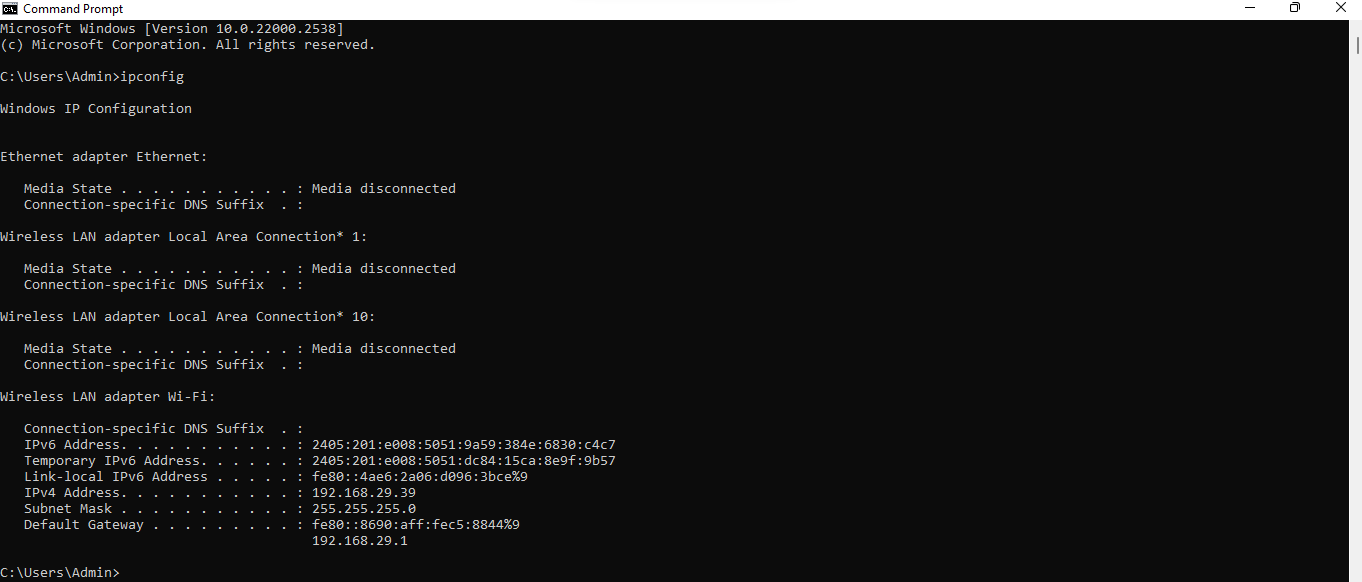 Command Prompt
Microsoft Windows [Version 10.0.22000.2538]
(c) Microsoft Corporation. All rights reserved.
C:\Users\Admin>ipconfig
Windows IP Configuration
Ethernet adapter Ethernet:
   Media State . . . . . . . . . . . : Media disconnected
   Connection-specific DNS Suffix  . :
Wireless LAN adapter Local Area Connection* 1:
   Media State . . . . . . . . . . . : Media disconnected
   Connection-specific DNS Suffix  . :
Wireless LAN adapter Local Area Connection* 10:
   Media State . . . . . . . . . . . : Media disconnected
   Connection-specific DNS Suffix  . :
Wireless LAN adapter Wi-Fi:
   Connection-specific DNS Suffix  . :
   IPv6 Address. . . . . . . . . . . : 2405:201:e008:5051:9a59:384e:6830:c4c7
   Temporary IPv6 Address. . . . . . : 2405:201:e008:5051:dc84:15ca:8e9f:9b57
   Link-local IPv6 Address . . . . . : fe80::4ae6:2a06:d096:3bce%9
   IPv4 Address. . . . . . . . . . . : 192.168.29.39
   Subnet Mask . . . . . . . . . . . : 255.255.255.0
   Default Gateway . . . . . . . . . : fe80::8690:aff:fec5:8844%9
                                       192.168.29.1
C:\Users\Admin>